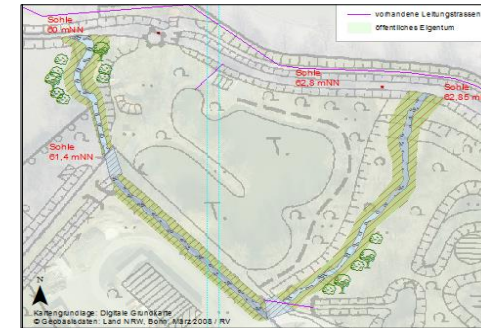 vorhandene Leitungstrassen
öffentliches Eigentum
Sohle
60 mNN
Sohle
62,8 mNN
Sohle
62,85 m
Sohle
61,4 mNN
N
Kartengrundlage: Digitale Grundkarte
© Geobasisdaten: Land NRW, Bonn, März 2008 / RV